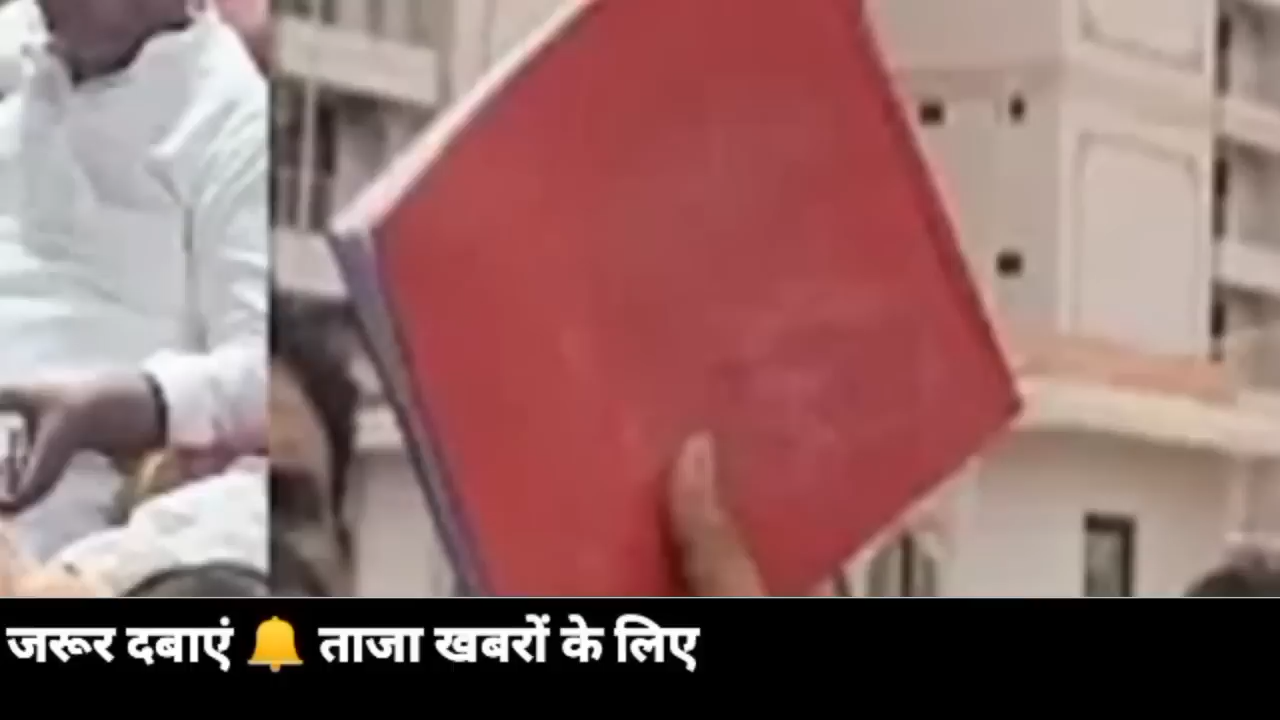 जरूर दबाएं 🔔 ताजा खबरों के लिए